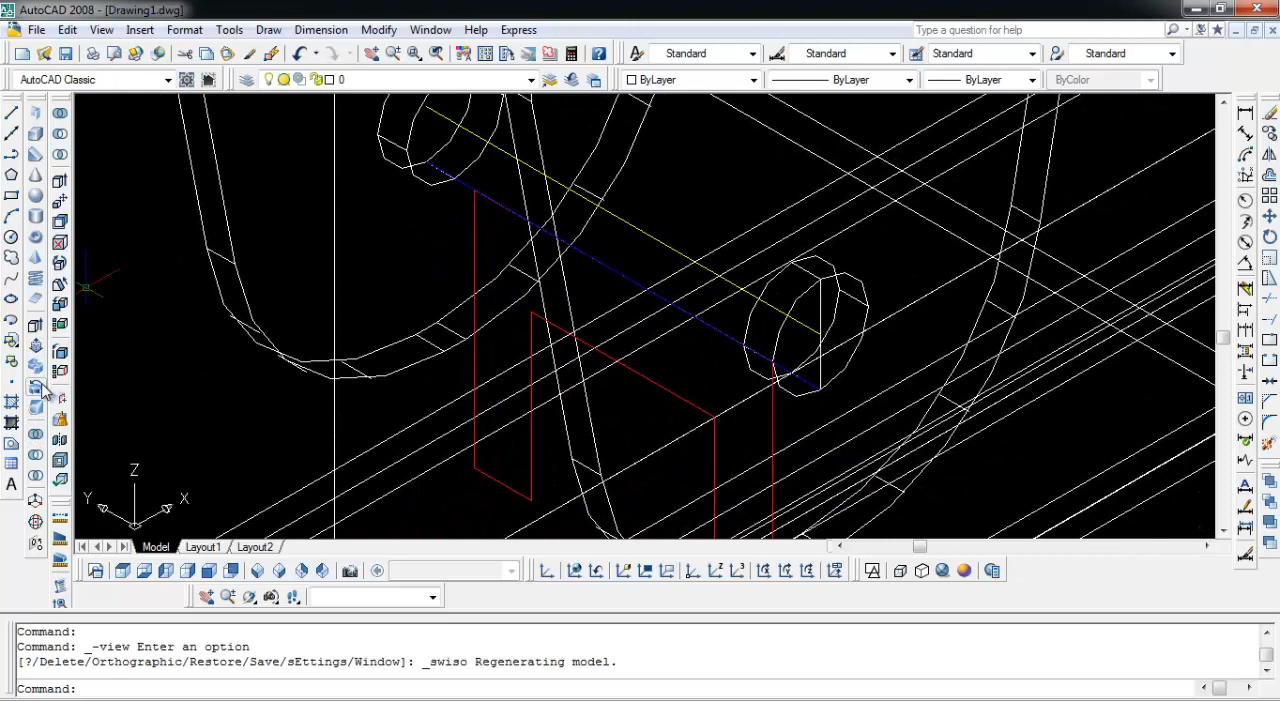 AutoCAD 2008 - [Drawing1.dwg]
File Edit View Insert Format Tools Draw Dimension Modify Window Help Express
Type a question for help
Standard Standard Standard Standard
AutoCAD Classic 0 ByLayer ByLayer ByLayer ByColor
Z
Y X
Model Layout1 Layout2
Command:
Command: _-view Enter an option
[?/Delete/Orthographic/Restore/Save/sEttings/Window]: _swiso Regenerating model.
Command: